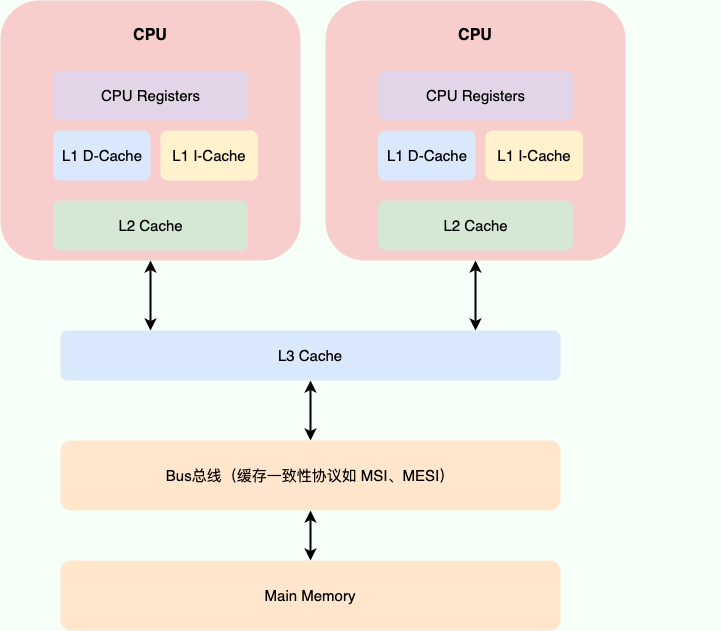 CPU
CPU
CPU Registers
CPU Registers
L1 D-Cache
L1 I-Cache
L1 D-Cache
L1 I-Cache
L2 Cache
L2 Cache
L3 Cache
Bus总线（缓存一致性协议如 MSI、MESI）
Main Memory